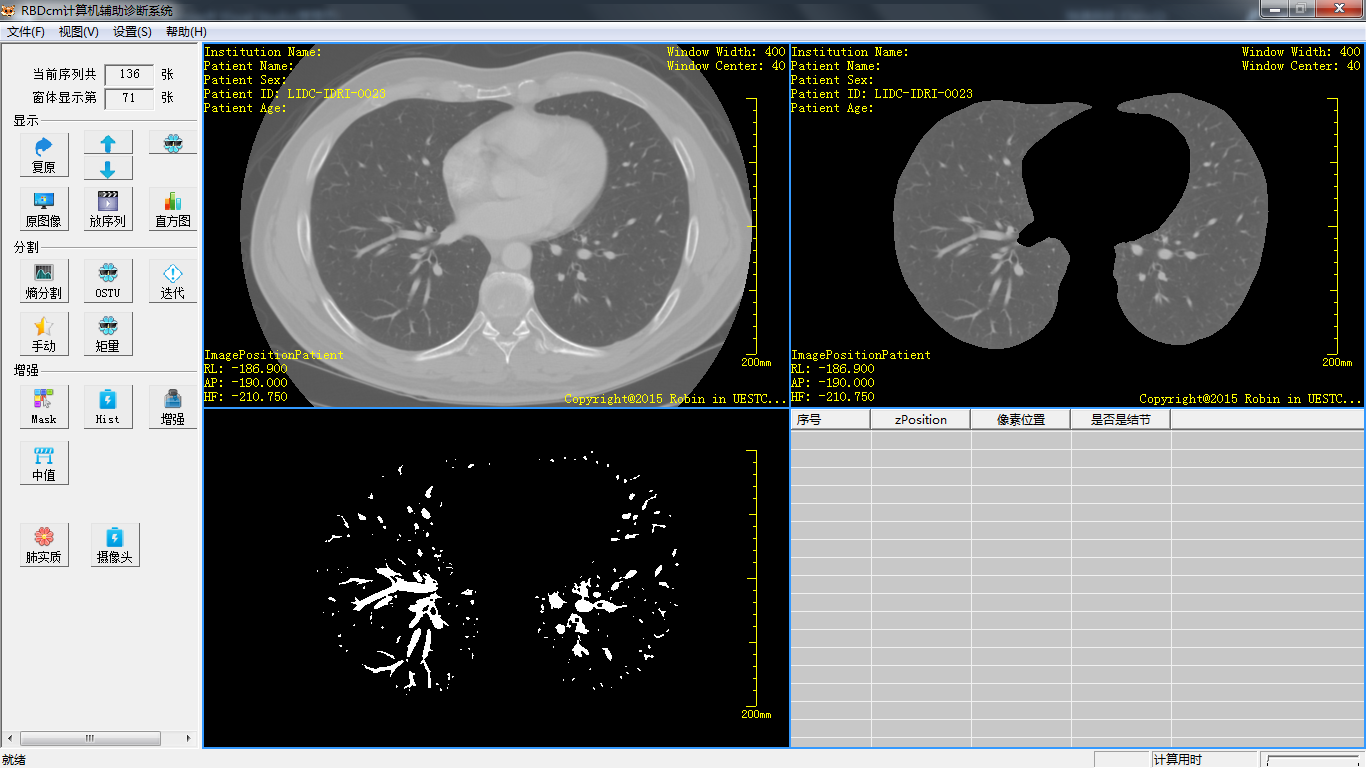 RBDcm计算机辅助诊断系统
文件(F) 视图(V) 设置(S) 帮助(H)
当前序列共 136 张
窗体显示第 71 张
显示
复原
原图像 放序列 直方图
分割
熵分割 OSTU 迭代
手动 矩量
增强
Mask Hist 增强
中值
肺实质 摄像头
Institution Name:
Patient Name:
Patient Sex:
Patient ID: LIDC-IDRI-0023
Patient Age:
Window Width: 400
Window Center: 40
200mm
ImagePositionPatient
RL: -186.900
AP: -190.000
HF: -210.750
Copyright@2015 Robin in UESTC...
Institution Name:
Patient Name:
Patient Sex:
Patient ID: LIDC-IDRI-0023
Patient Age:
Window Width: 400
Window Center: 40
200mm
ImagePositionPatient
RL: -186.900
AP: -190.000
HF: -210.750
Copyright@2015 Robin in UESTC...
200mm
序号 zPosition 像素位置 是否是结节
就绪 计算用时